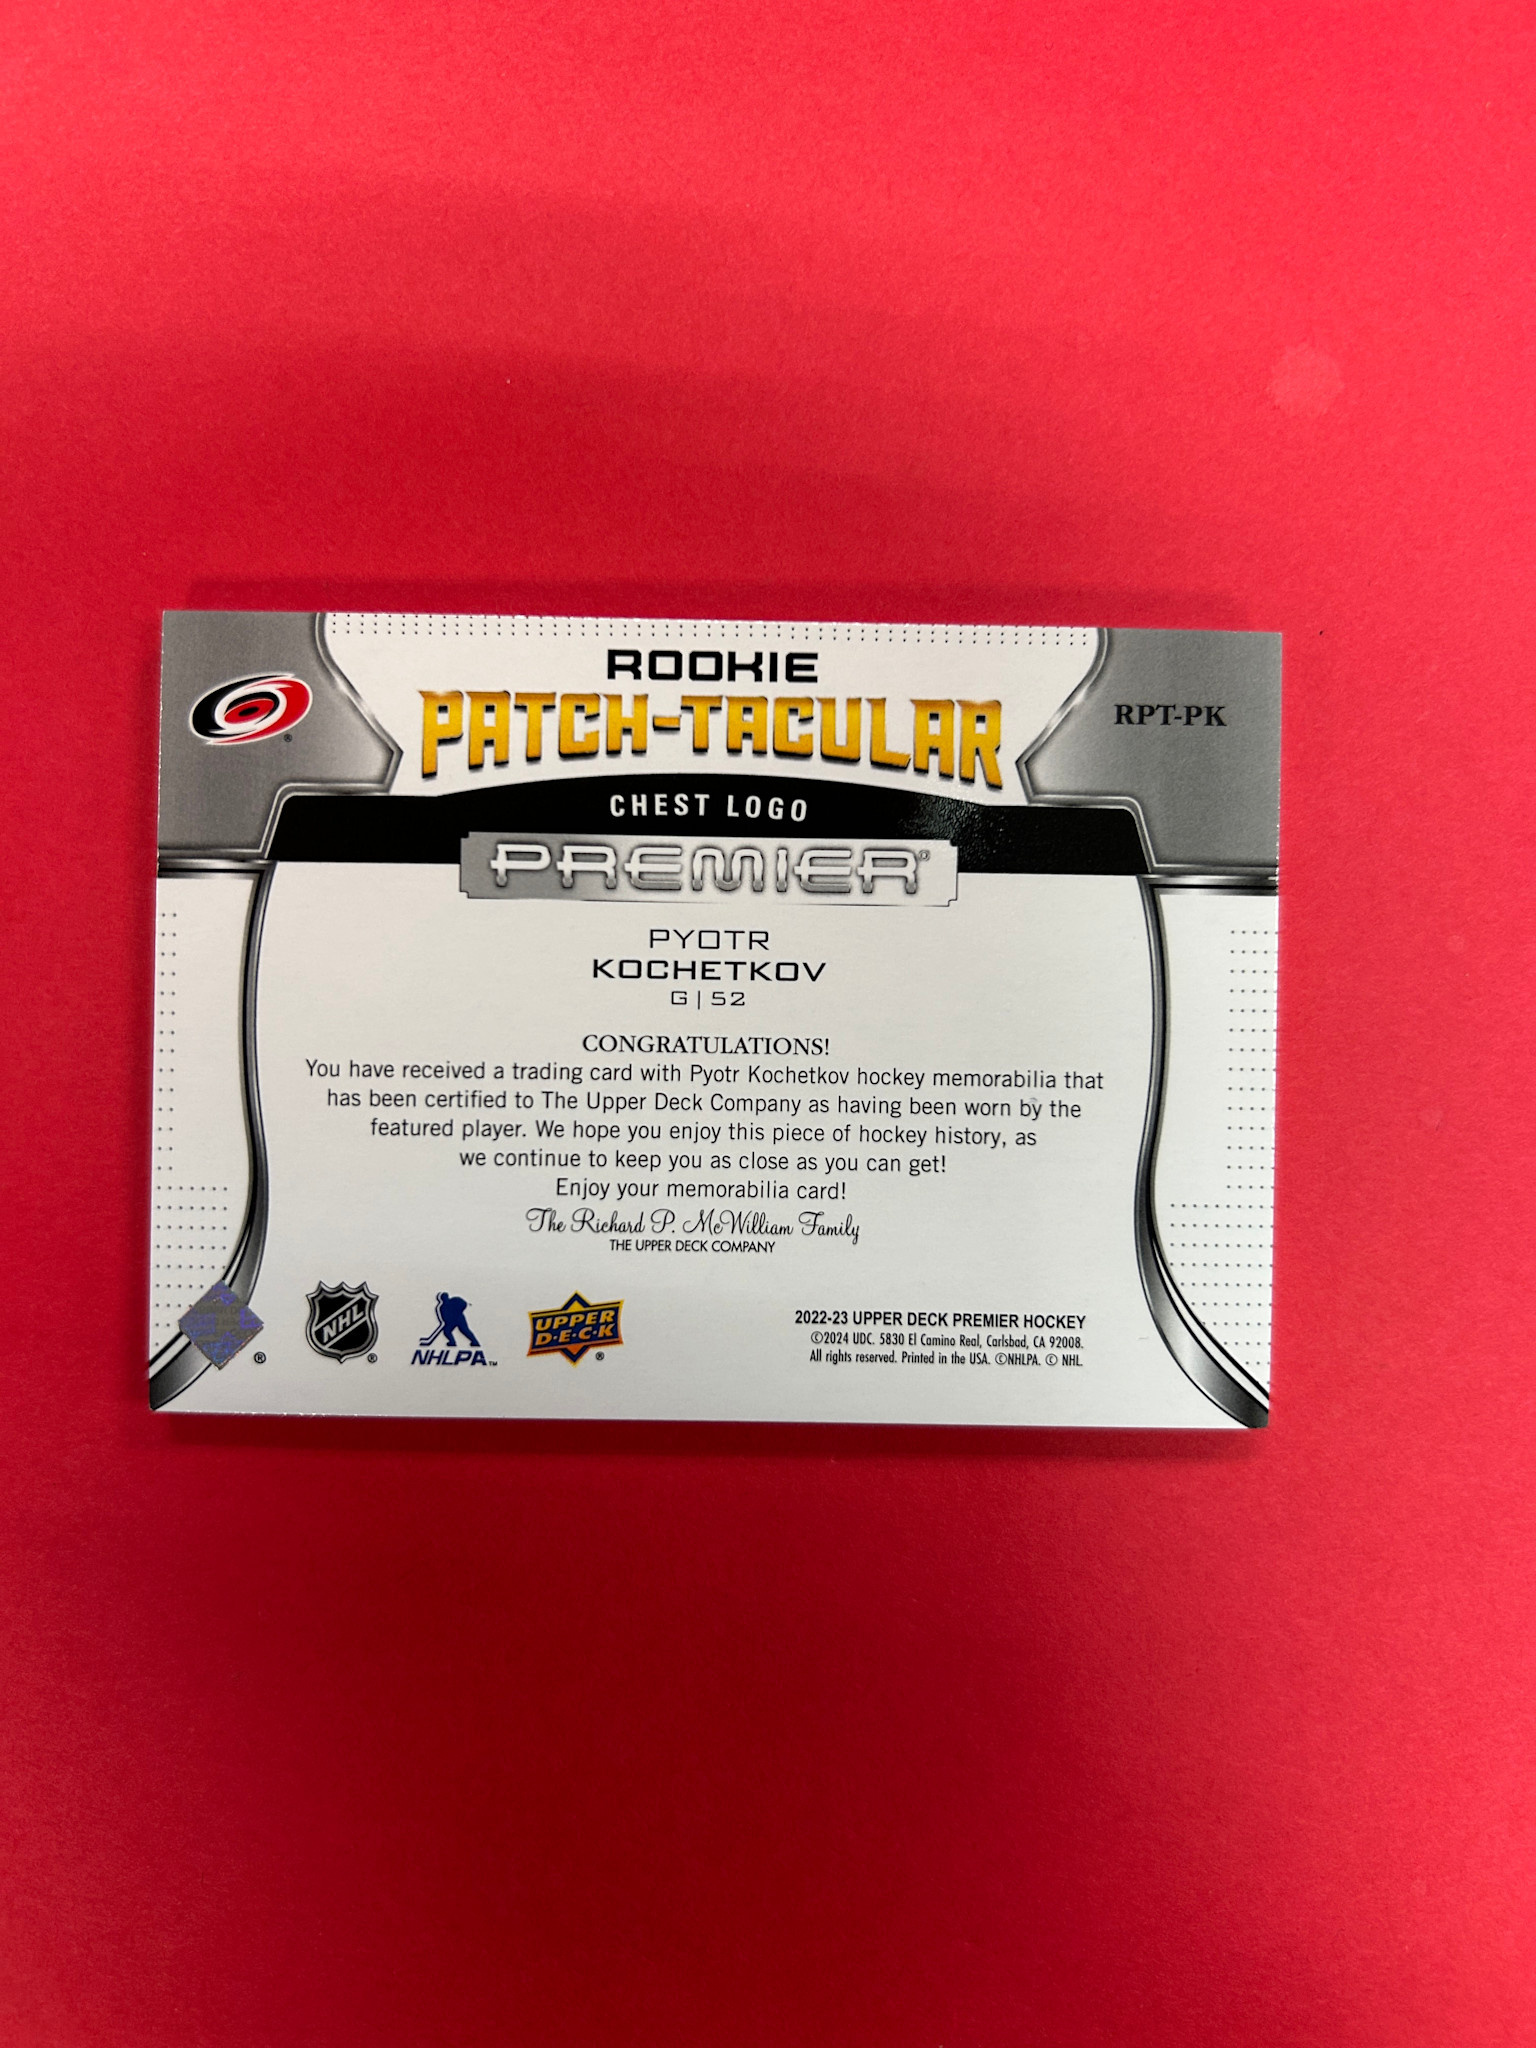 ROOKIE
PATCH-TACULAR
RPT-PK
CHEST LOGO
PREMIER®
PYOTR
KOCHETKOV
G | 52
CONGRATULATIONS!
You have received a trading card with Pyotr Kochetkov hockey memorabilia that
has been certified to The Upper Deck Company as having been worn by the
featured player. We hope you enjoy this piece of hockey history, as
we continue to keep you as close as you can get!
Enjoy your memorabilia card!
The Richard P. McWilliam Family
THE UPPER DECK COMPANY
NHL®
NHLPA™
UPPER
D·E·C·K®
2022-23 UPPER DECK PREMIER HOCKEY
©2024 UDC. 5830 El Camino Real, Carlsbad, CA 92008.
All rights reserved. Printed in the USA. ©NHLPA. © NHL.